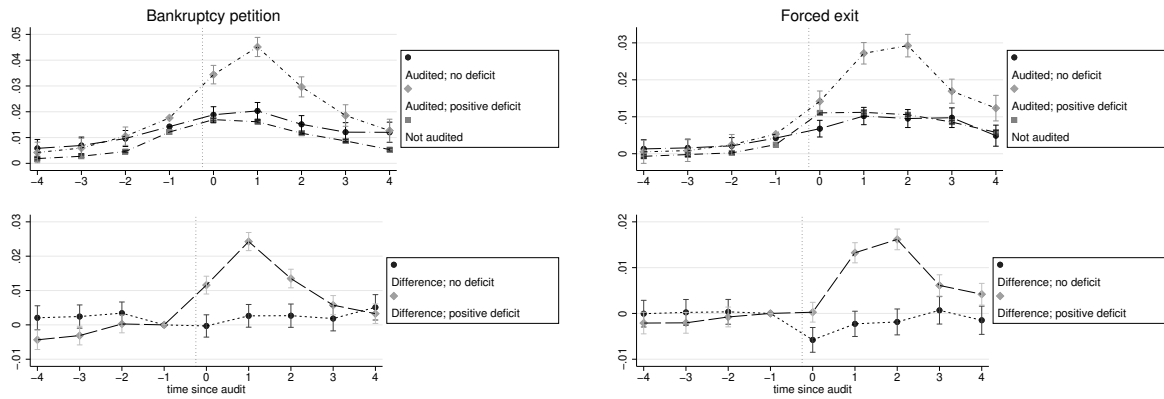 Bankruptcy petition
.05
.04
.03
.02
.01
0
−4 −3 −2 −1 0 1 2 3 4
Audited; no deficit
Audited; positive deficit
Not audited
Forced exit
.03
.02
.01
0
−4 −3 −2 −1 0 1 2 3 4
Audited; no deficit
Audited; positive deficit
Not audited
.03
.02
.01
0
−.01
−4 −3 −2 −1 0 1 2 3 4
time since audit
Difference; no deficit
Difference; positive deficit
.02
.01
0
−.01
−4 −3 −2 −1 0 1 2 3 4
time since audit
Difference; no deficit
Difference; positive deficit